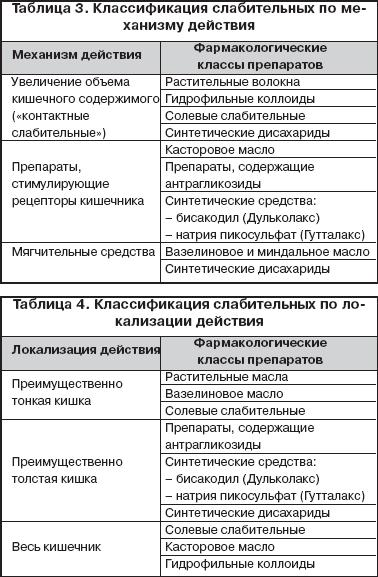 Таблица 3. Классификация слабительных по ме-
ханизму действия
Механизм действия
Фармакологические
классы препаратов
Увеличение объема
кишечного содержимого
(«контактные
слабительные»)
Растительные волокна
Гидрофильные коллоиды
Солевые слабительные
Синтетические дисахариды
Препараты,
стимулирующие
рецепторы кишечника
Касторовое масло
Препараты, содержащие
антрагликозиды
Синтетические средства:
– бисакодил (Дульколакс)
– натрия пикосульфат (Гутталакс)
Мягчительные средства
Вазелиновое и миндальное масло
Синтетические дисахариды
Таблица 4. Классификация слабительных по ло-
кализации действия
Локализация действия
Фармакологические
классы препаратов
Преимущественно
тонкая кишка
Растительные масла
Вазелиновое масло
Солевые слабительные
Преимущественно
толстая кишка
Препараты, содержащие
антрагликозиды
Синтетические средства:
– бисакодил (Дульколакс)
– натрия пикосульфат (Гутталакс)
Синтетические дисахариды
Весь кишечник
Солевые слабительные
Касторовое масло
Гидрофильные коллоиды